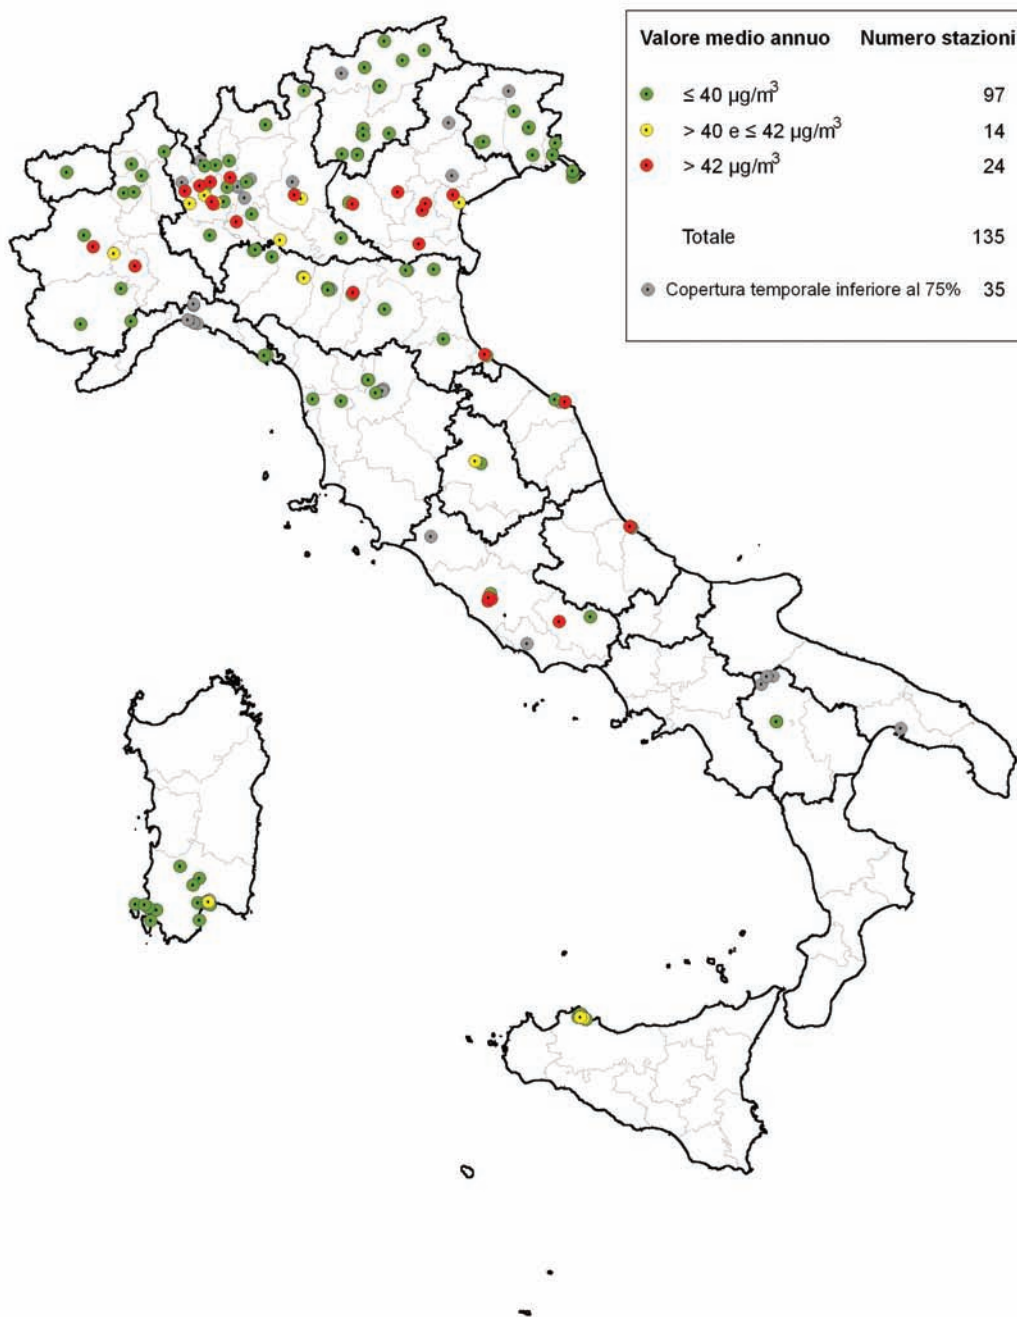 Valore medio annuo Numero stazioni
≤ 40 µg/m³ 97
> 40 e ≤ 42 µg/m³ 14
> 42 µg/m³ 24
Totale 135
Copertura temporale inferiore al 75% 35